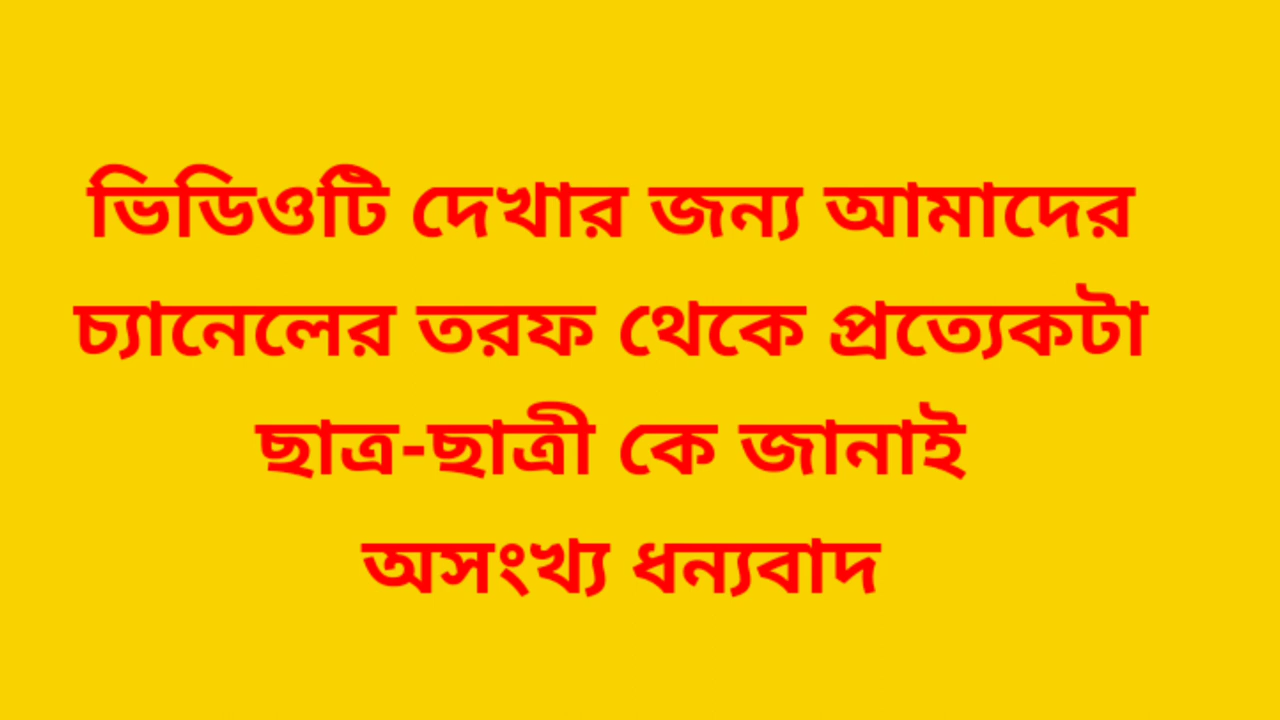 ভিডিওটি দেখার জন্য আমাদের
চ্যানেলের তরফ থেকে প্রত্যেকটা
ছাত্র-ছাত্রী কে জানাই
অসংখ্য ধন্যবাদ